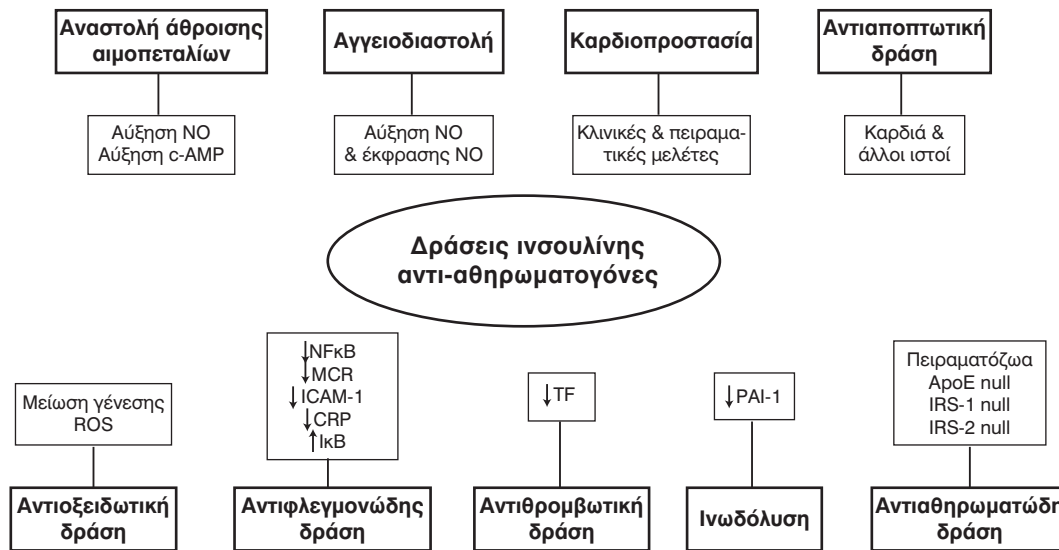 Αναστολή άθροισης
αιμοπεταλίων
Αγγειοδιαστολή
Καρδιοπροστασία
Αντιαποπτωτική
δράση
Αύξηση NO
Αύξηση c-AMP
Αύξηση NO
& έκφρασης NO
Κλινικές & πειραμα-
τικές μελέτες
Καρδιά &
άλλοι ιστοί
Δράσεις ινσουλίνης
αντι-αθηρωματογόνες
Μείωση γένεσης
ROS
↓NFκB
↓MCR
↓ICAM-1
↓CRP
↑IκB
↓TF
↓PAI-1
Πειραματόζωα
ApoE null
IRS-1 null
IRS-2 null
Αντιοξειδωτική
δράση
Αντιφλεγμονώδης
δράση
Αντιθρομβωτική
δράση
Ινωδόλυση
Αντιαθηρωματώδη
δράση